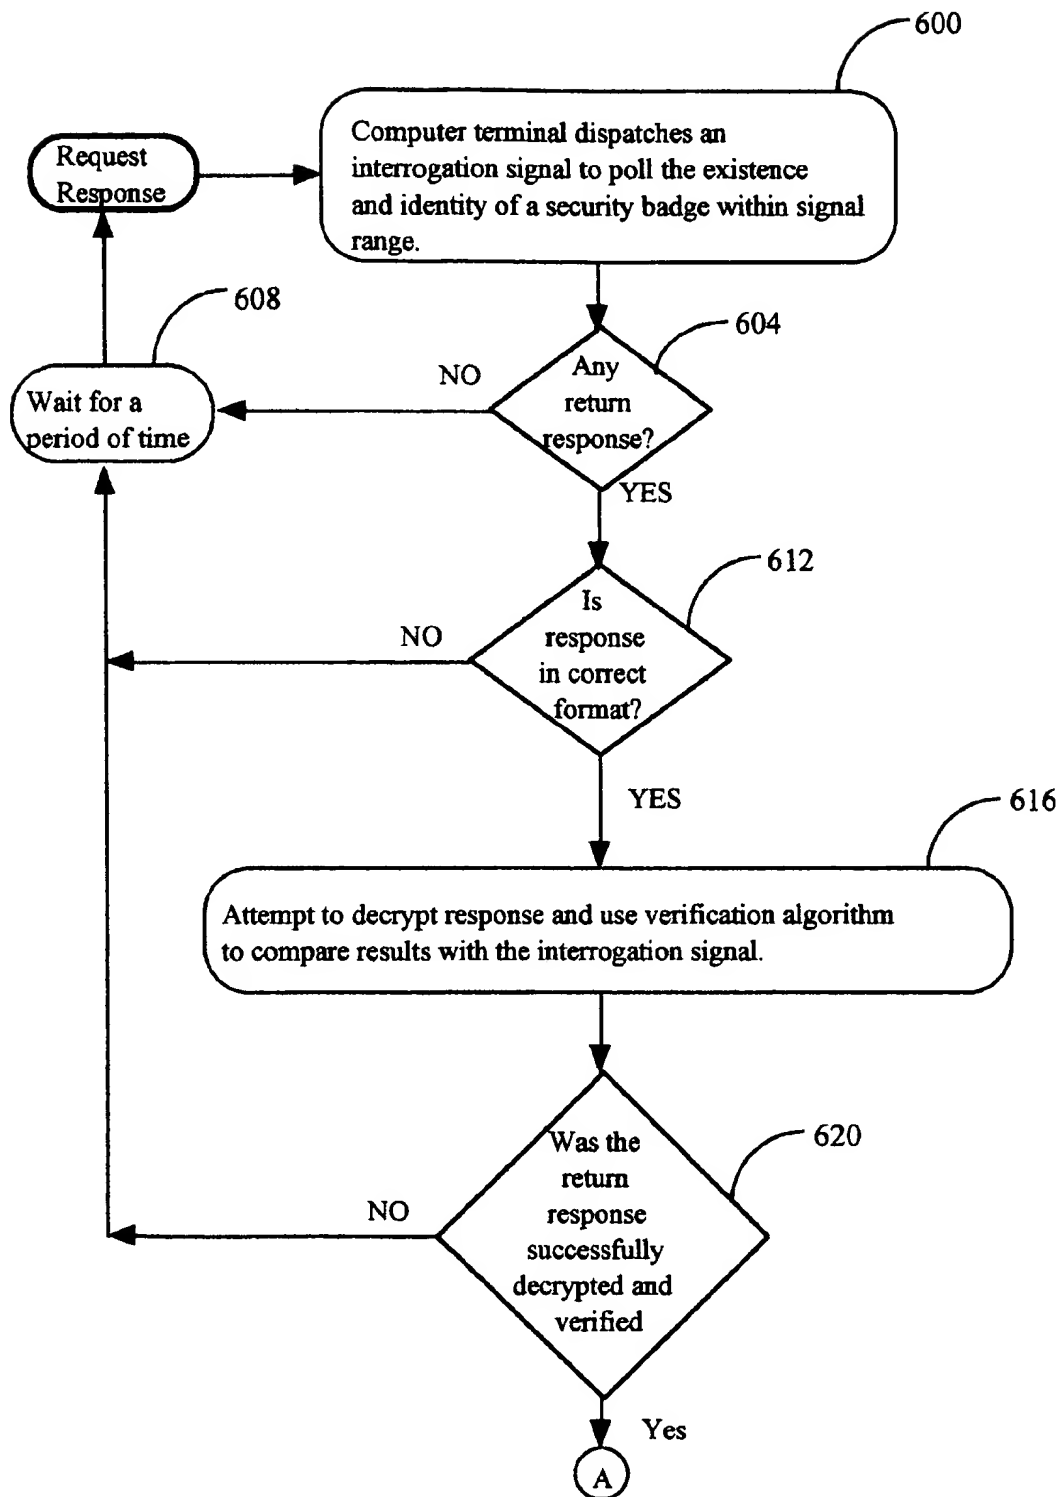 600
Computer terminal dispatches an
interrogation signal to poll the existence
and identity of a security badge within signal
range.
Request
Response
608
604
NO
Any
return
response?
Wait for a
period of time
YES
612
NO
Is
response
in correct
format?
YES
616
Attempt to decrypt response and use verification algorithm
to compare results with the interrogation signal.
620
NO
Was the
return
response
successfully
decrypted and
verified
Yes
A